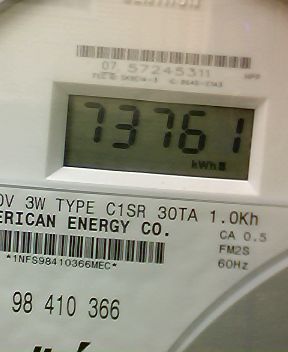 07 57245311
73761
kWh
0V 3W TYPE C1SR 30TA 1.0Kh
ERICAN ENERGY CO.
CA 0.5
FM2S
60Hz
*1NFS98410366MEC*
98 410 366